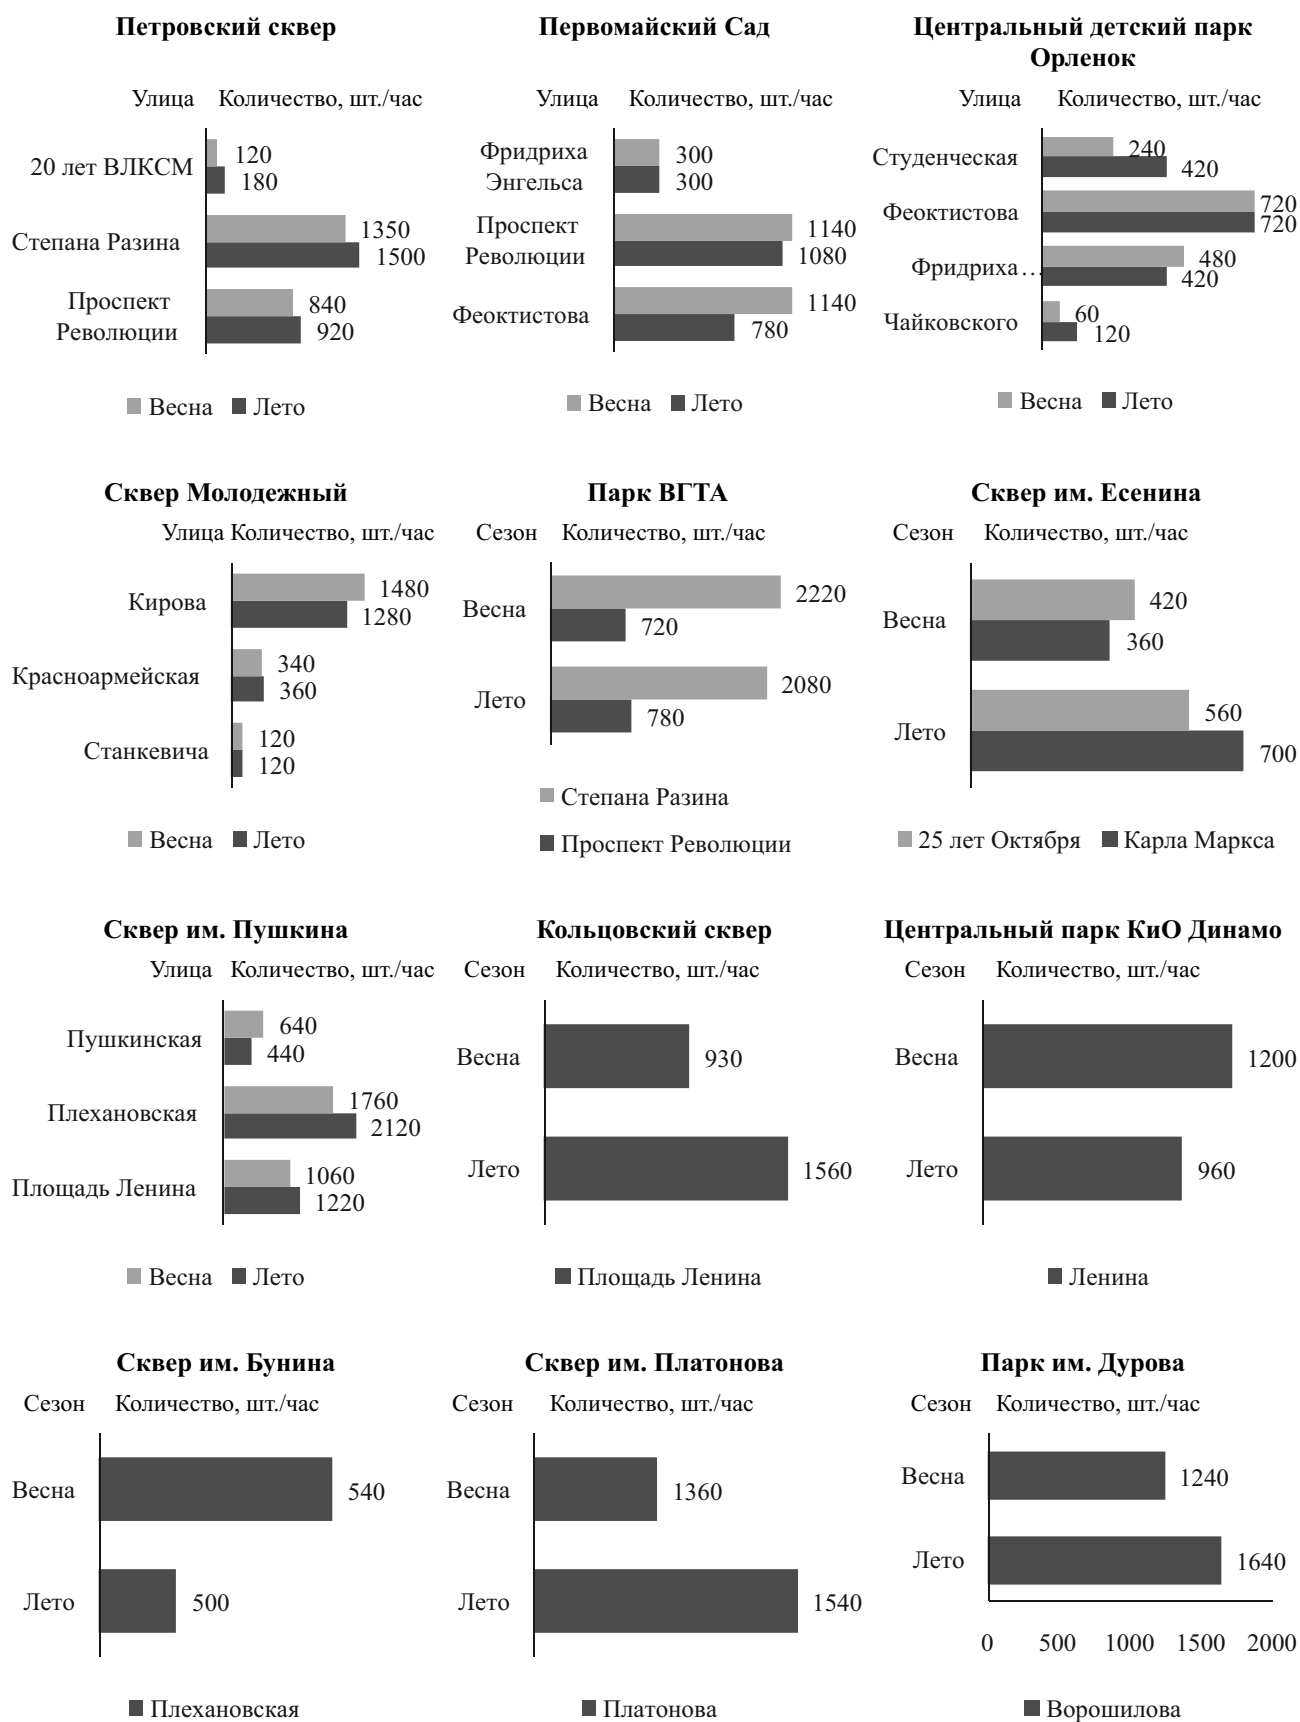 Петровский сквер
Улица Количество, шт./час
20 лет ВЛКСМ
120
180
Степана Разина
1350
1500
Проспект
Революции
840
920
Весна Лето
Первомайский Сад
Улица Количество, шт./час
Фридриха
Энгельса
300
300
Проспект
Революции
1140
1080
Феоктистова
1140
780
Весна Лето
Центральный детский парк
Орленок
Улица Количество, шт./час
Студенческая
240
420
Феоктистова
720
720
Фридриха…
480
420
Чайковского
60
120
Весна Лето
Сквер Молодежный
Улица Количество, шт./час
Кирова
1480
1280
Красноармейская
340
360
Станкевича
120
120
Весна Лето
Парк ВГТА
Сезон Количество, шт./час
Весна
2220
720
Лето
2080
780
Степана Разина
Проспект Революции
Сквер им. Есенина
Сезон Количество, шт./час
Весна
420
360
Лето
560
700
25 лет Октября Карла Маркса
Сквер им. Пушкина
Улица Количество, шт./час
Пушкинская
640
440
Плехановская
1760
2120
Площадь Ленина
1060
1220
Весна Лето
Кольцовский сквер
Сезон Количество, шт./час
Весна 930
Лето 1560
Площадь Ленина
Центральный парк КиО Динамо
Сезон Количество, шт./час
Весна 1200
Лето 960
Ленина
Сквер им. Бунина
Сезон Количество, шт./час
Весна 540
Лето 500
Плехановская
Сквер им. Платонова
Сезон Количество, шт./час
Весна 1360
Лето 1540
Платонова
Парк им. Дурова
Сезон Количество, шт./час
Весна 1240
Лето 1640
0 500 1000 1500 2000
Ворошилова